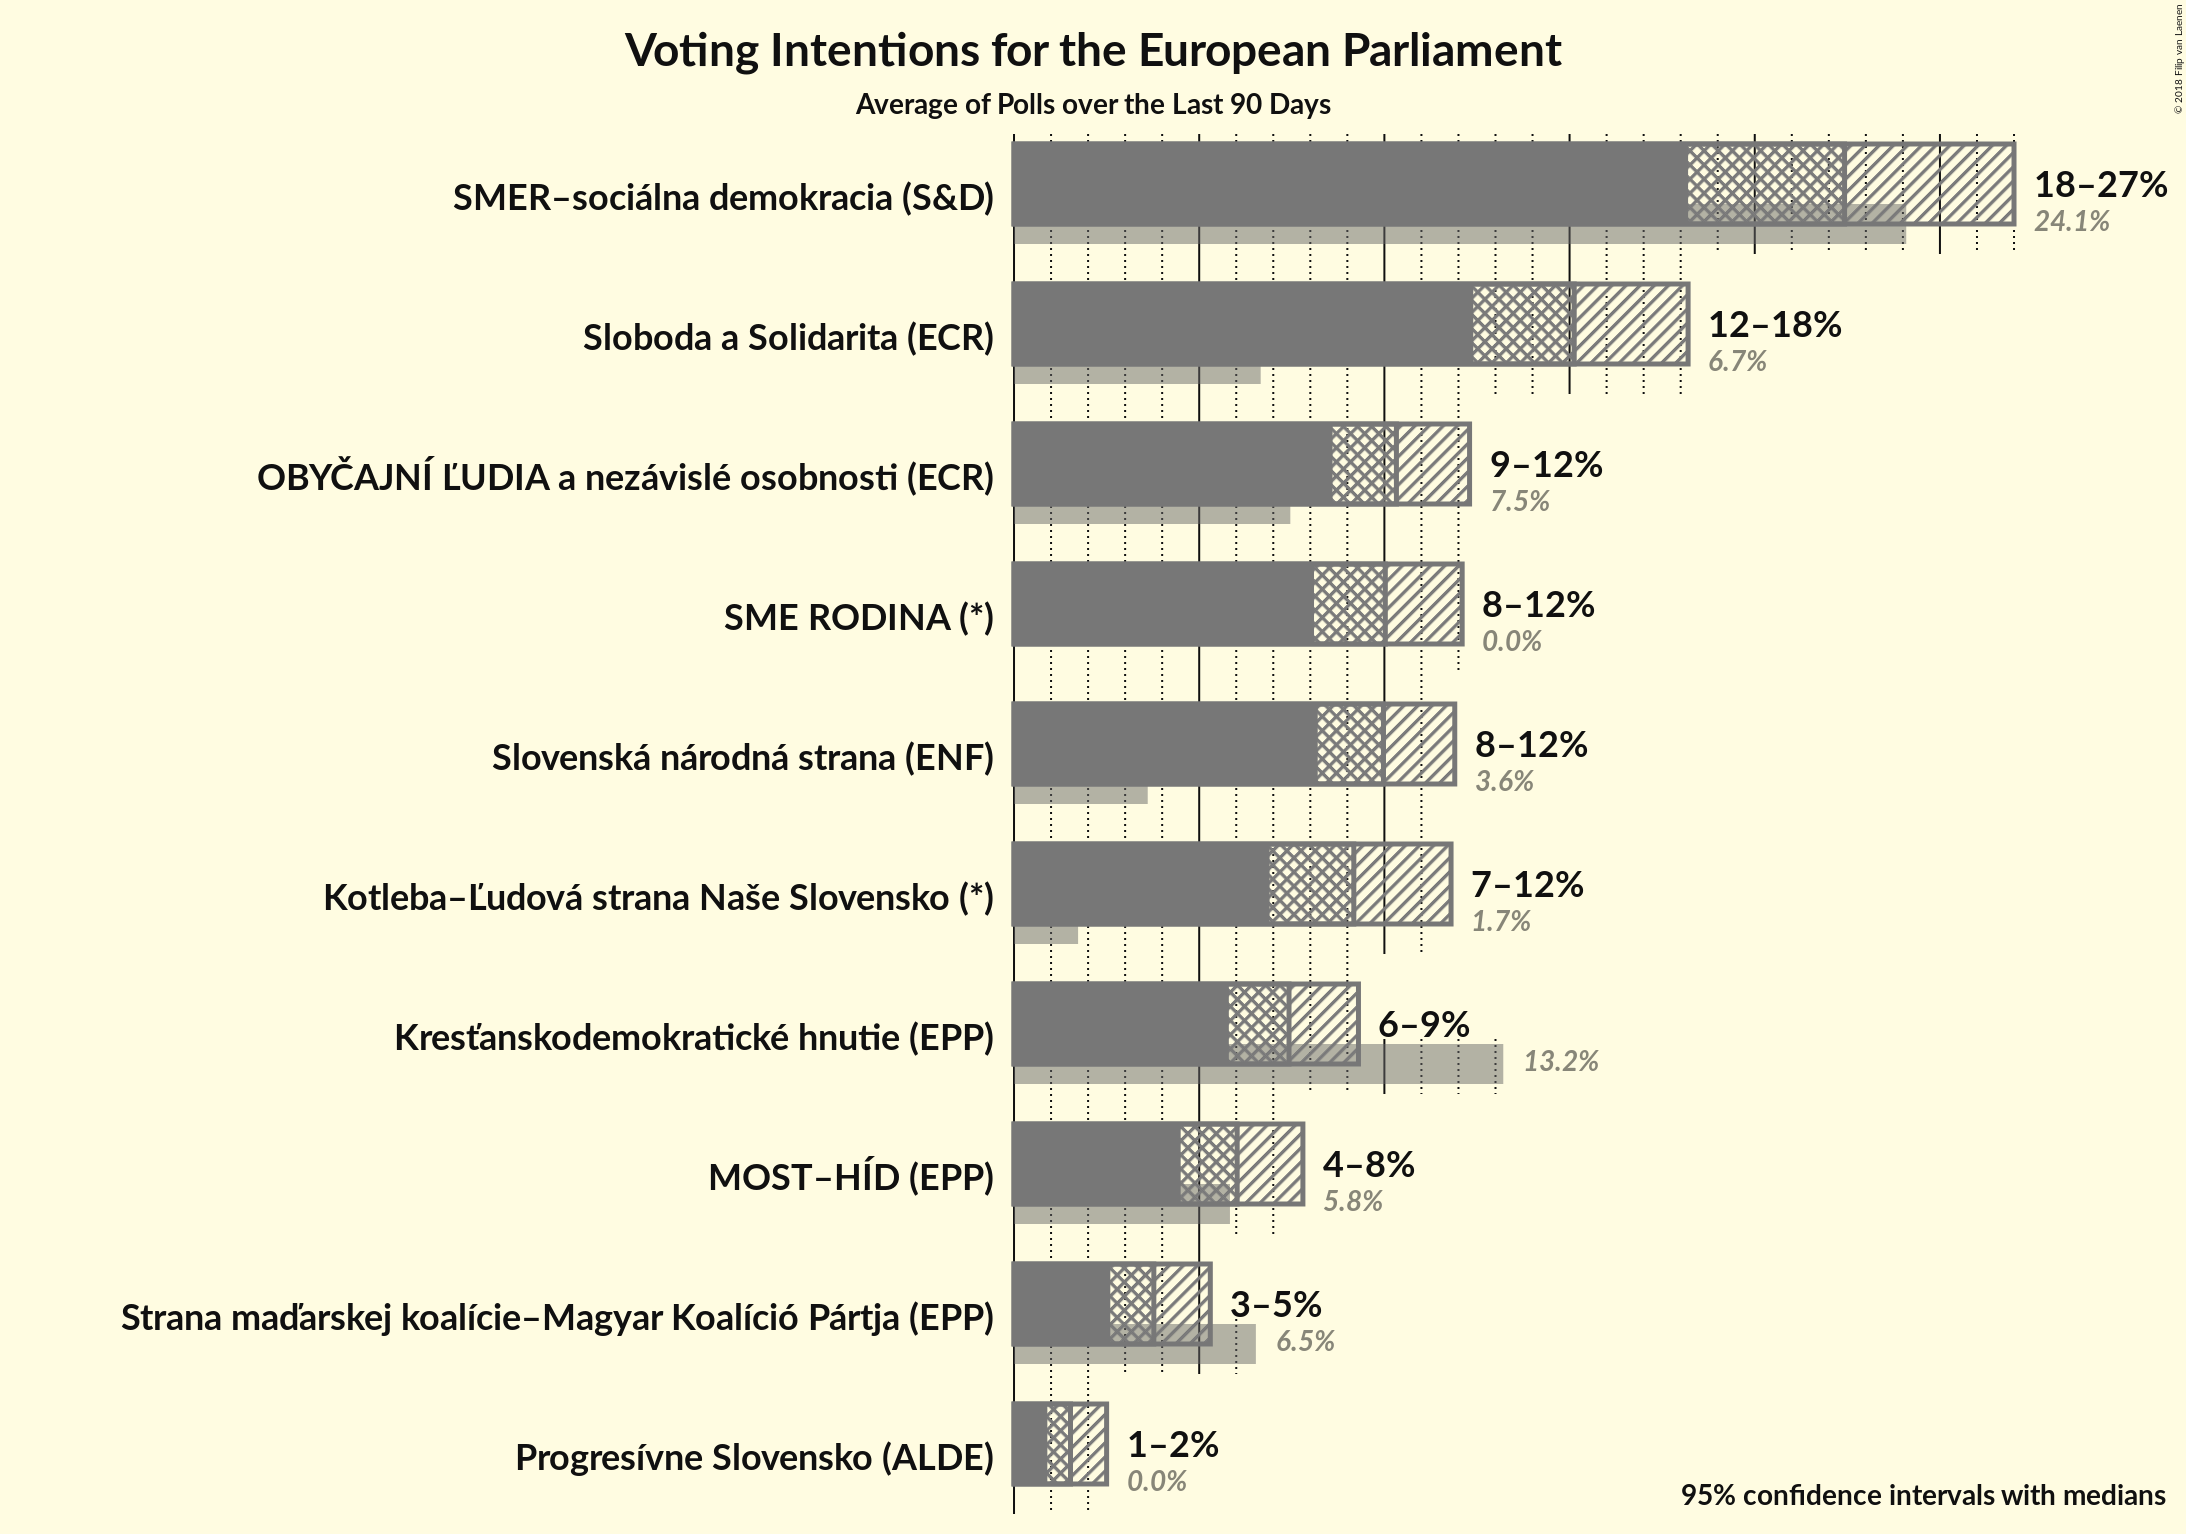 Voting Intentions for the European Parliament
Average of Polls over the Last 90 Days
© 2018 Filip van Laenen
SMER–sociálna demokracia (S&D)
18–27%
24.1%
Sloboda a Solidarita (ECR)
12–18%
6.7%
OBYČAJNÍ ĽUDIA a nezávislé osobnosti (ECR)
9–12%
7.5%
SME RODINA (*)
8–12%
0.0%
Slovenská národná strana (ENF)
8–12%
3.6%
Kotleba–Ľudová strana Naše Slovensko (*)
7–12%
1.7%
Kresťanskodemokratické hnutie (EPP)
6–9%
13.2%
MOST–HÍD (EPP)
4–8%
5.8%
Strana maďarskej koalície–Magyar Koalíció Pártja (EPP)
3–5%
6.5%
Progresívne Slovensko (ALDE)
1–2%
0.0%
95% confidence intervals with medians